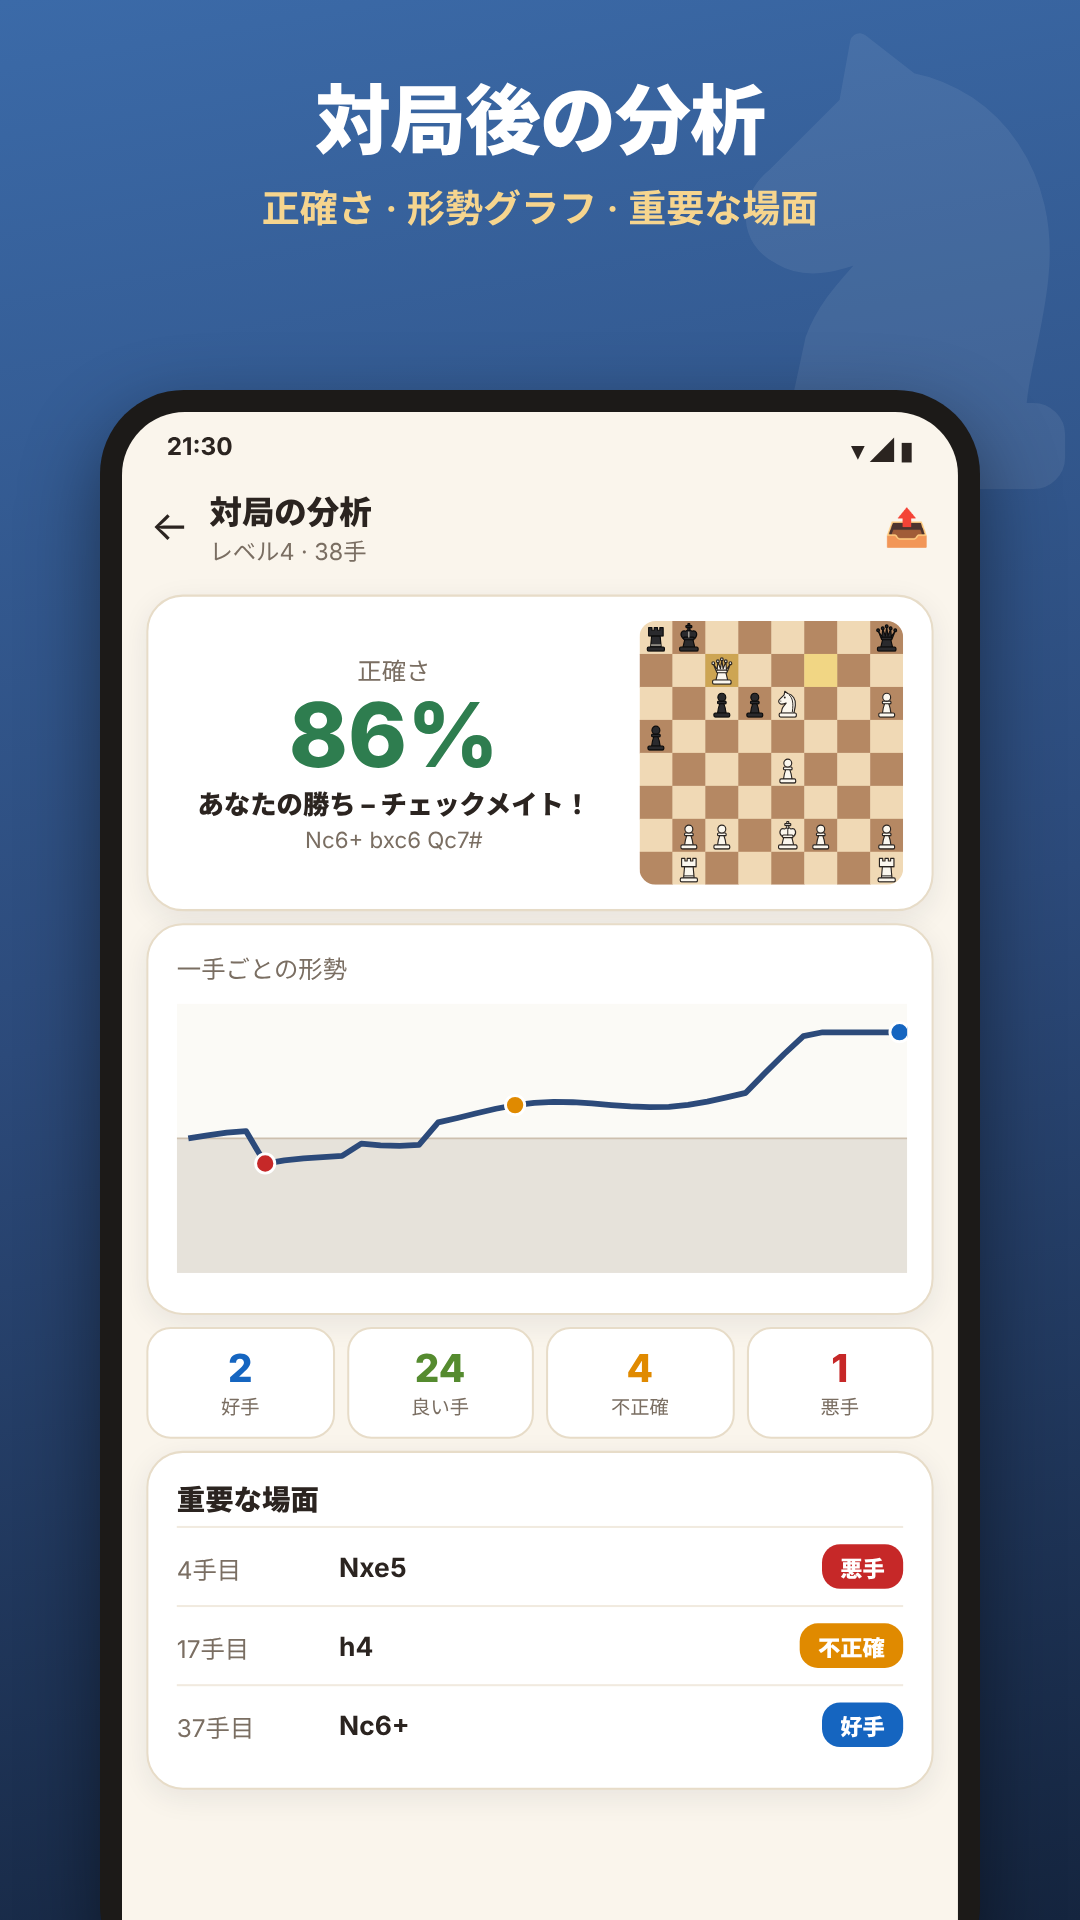 対局後の分析
正確さ · 形勢グラフ · 重要な場面
21:30
対局の分析
レベル4 · 38手
正確さ
86%
あなたの勝ち – チェックメイト！
Nc6+ bxc6 Qc7#
一手ごとの形勢
2
好手
24
良い手
4
不正確
1
悪手
重要な場面
4手目 Nxe5 悪手
17手目 h4 不正確
37手目 Nc6+ 好手